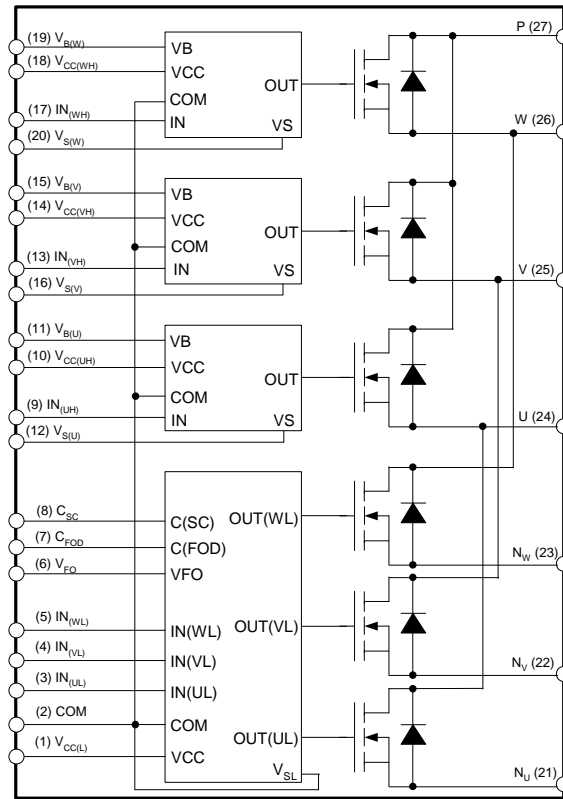 (19) V_B(W)
(18) V_CC(WH)
(17) IN_(WH)
(20) V_S(W)
VB
VCC
COM
IN
OUT
VS
P (27)
W (26)
(15) V_B(V)
(14) V_CC(VH)
(13) IN_(VH)
(16) V_S(V)
VB
VCC
COM
IN
OUT
VS
V (25)
(11) V_B(U)
(10) V_CC(UH)
(9) IN_(UH)
(12) V_S(U)
VB
VCC
COM
IN
OUT
VS
U (24)
(8) C_SC
(7) C_FOD
(6) V_FO
(5) IN_(WL)
(4) IN_(VL)
(3) IN_(UL)
(2) COM
(1) V_CC(L)
C(SC)
C(FOD)
VFO
IN(WL)
IN(VL)
IN(UL)
COM
VCC
OUT(WL)
OUT(VL)
OUT(UL)
V_SL
N_W (23)
N_V (22)
N_U (21)